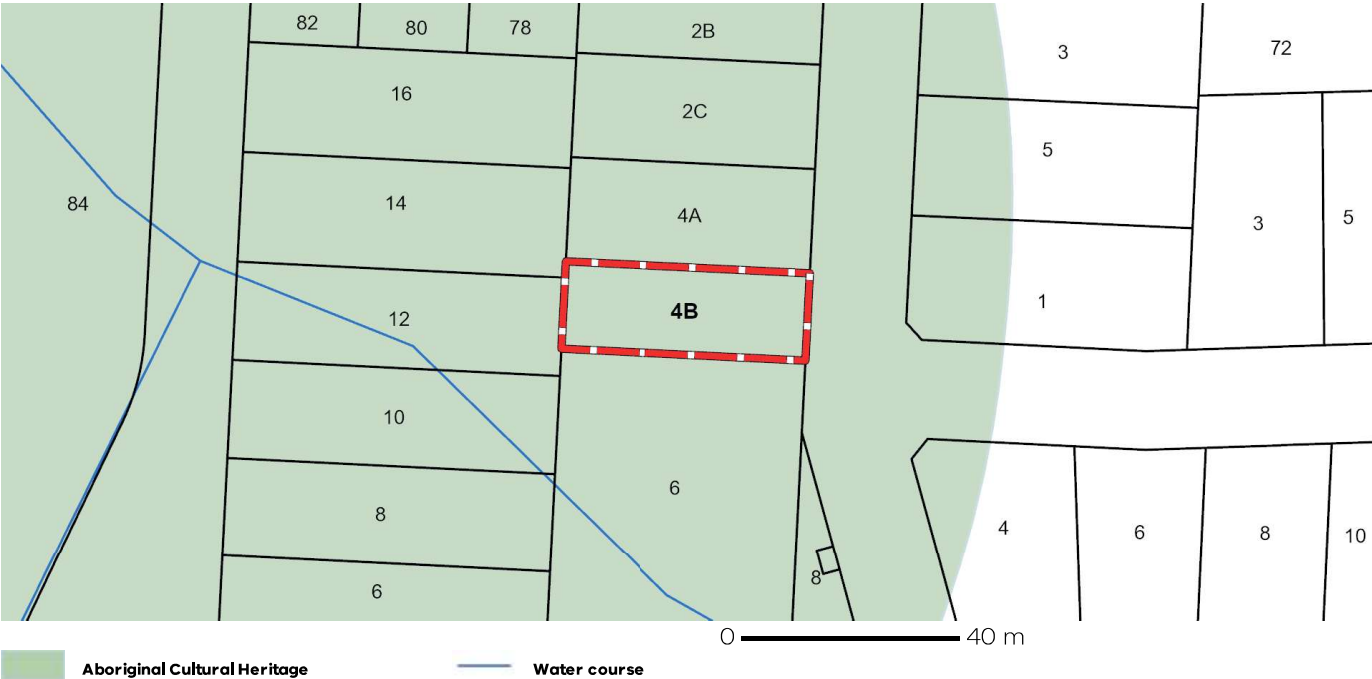 82 80 78 2B 3 72
16 2C 5
84 14 4A 3 5
12 4B 1
10 6
8 4 6 8 10
6 8
0 40 m
Aboriginal Cultural Heritage Water course